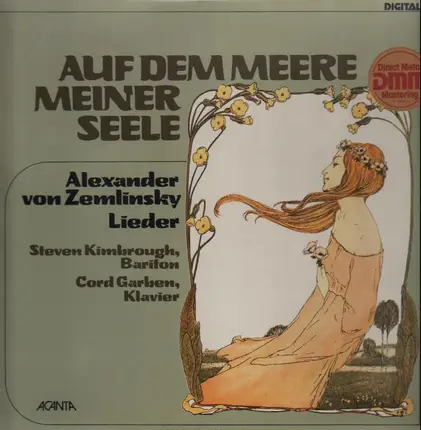 DIGITAL
AUF DEM MEERE
MEINER
SEELE
Direct Metal
DMM
Mastering
Alexander
von Zemlinsky
Lieder
Steven Kimbrough,
Bariton
Cord Garben,
Klavier
ACANTA